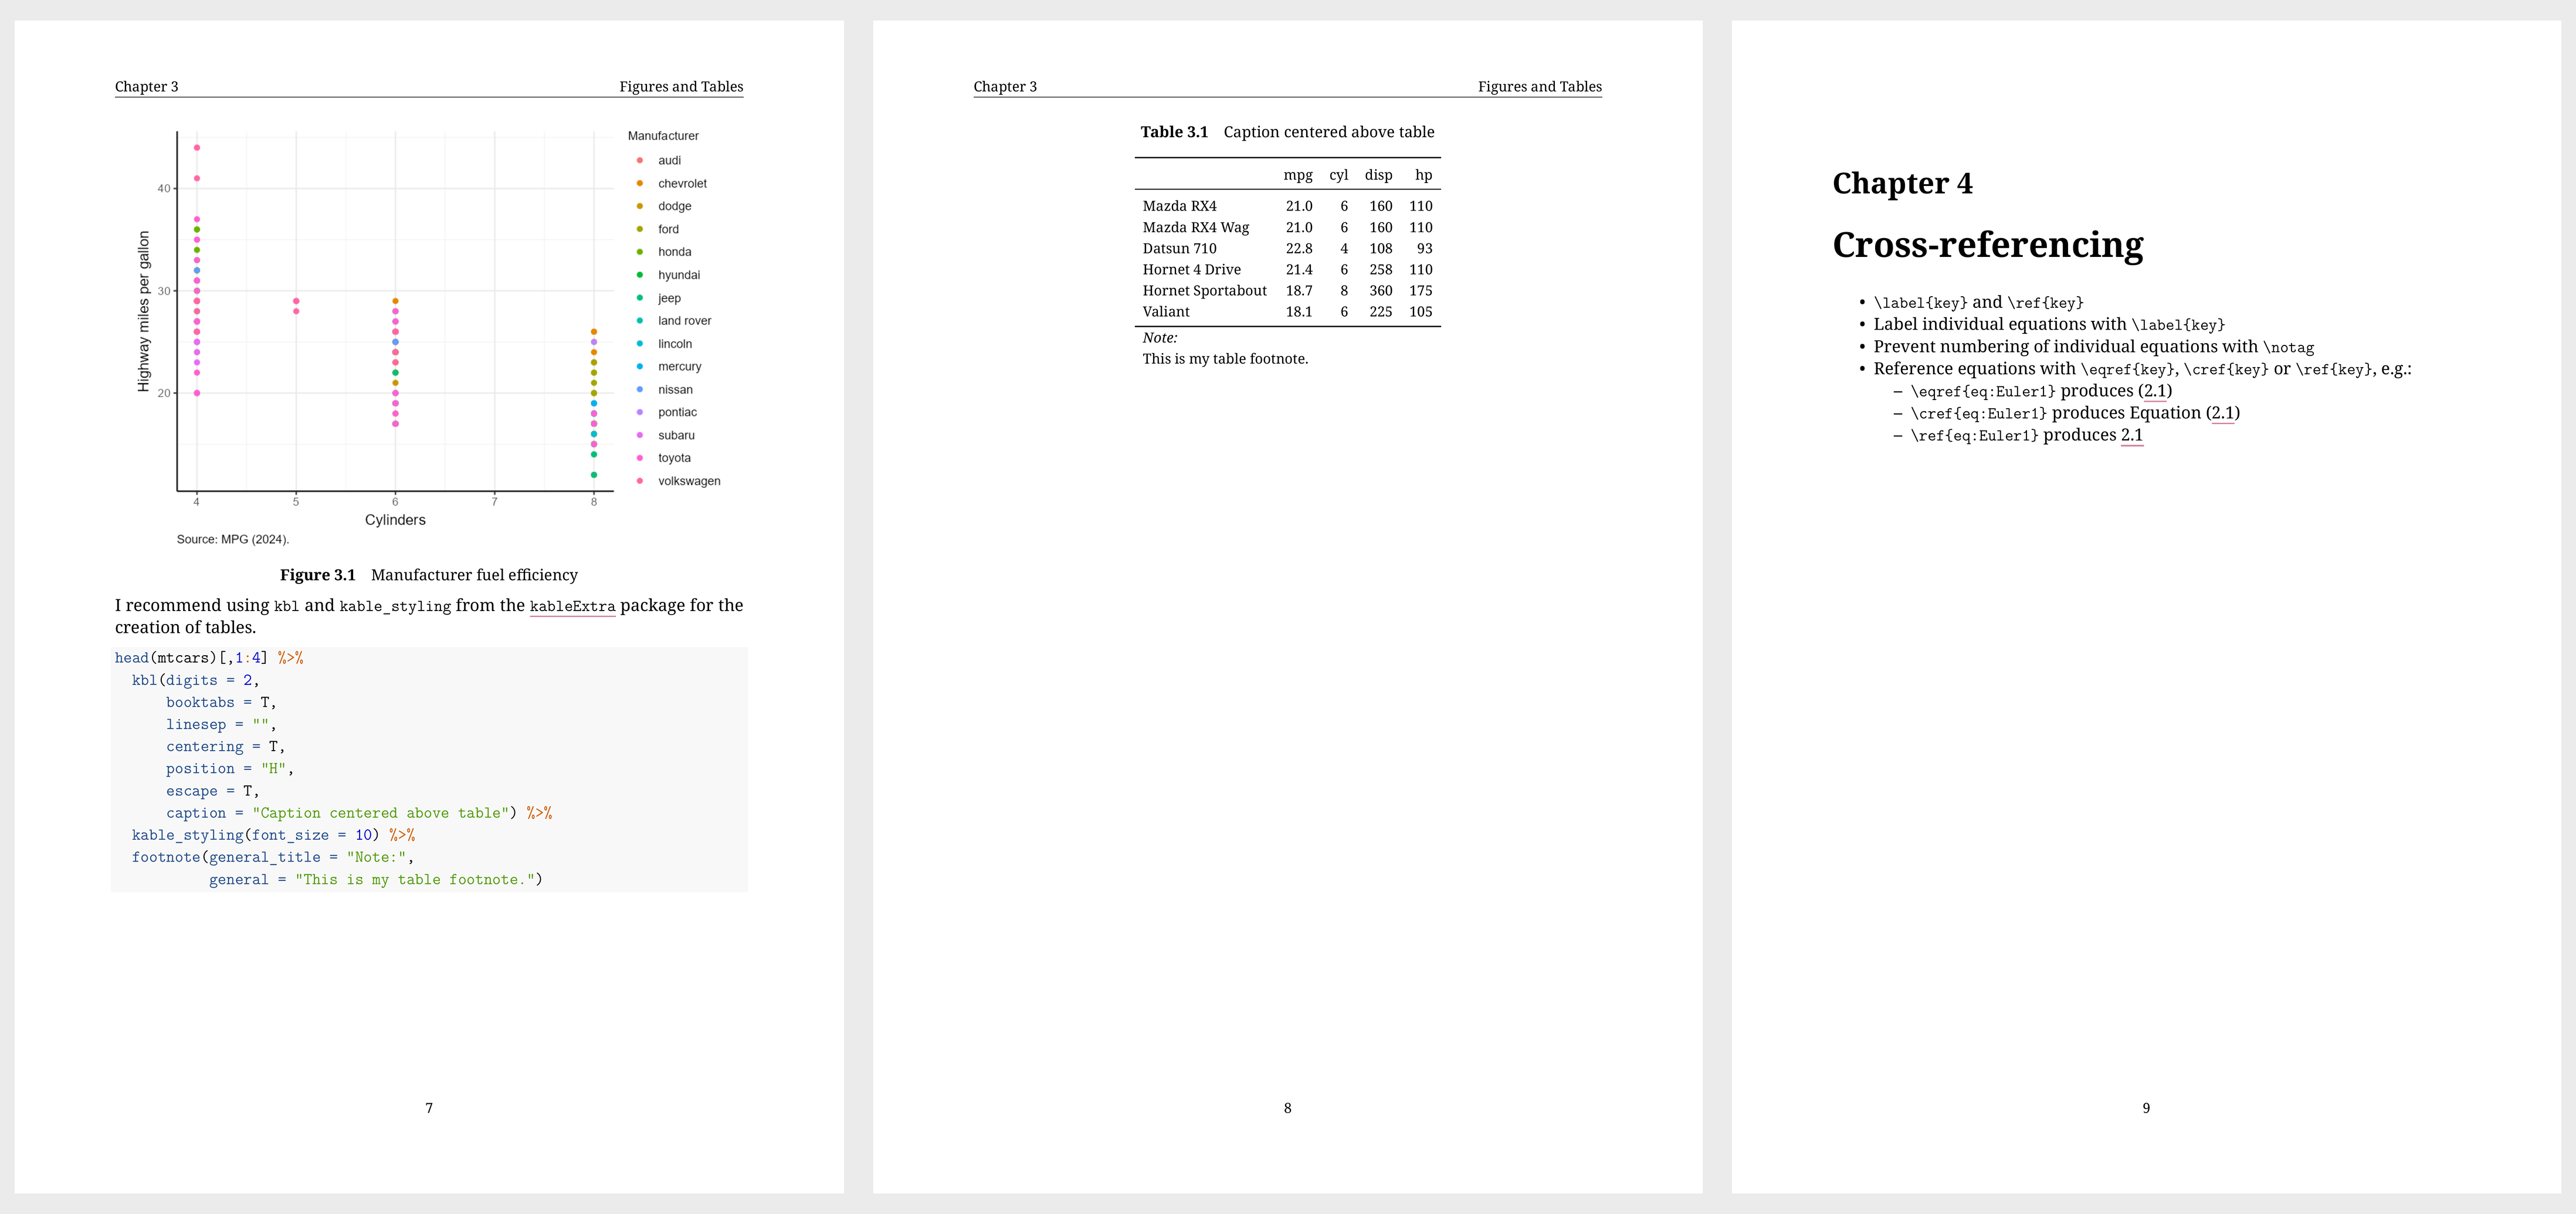 Chapter 3 Figures and Tables
Manufacturer
audi
chevrolet
dodge
ford
honda
hyundai
jeep
land rover
lincoln
mercury
nissan
pontiac
subaru
toyota
volkswagen
Highway miles per gallon
40
30
20
4 5 6 7 8
Cylinders
Source: MPG (2024).
Figure 3.1 Manufacturer fuel efficiency
I recommend using kbl and kable_styling from the kableExtra package for the
creation of tables.
head(mtcars)[,1:4] %>%
  kbl(digits = 2,
      booktabs = T,
      linesep = "",
      centering = T,
      position = "H",
      escape = T,
      caption = "Caption centered above table") %>%
  kable_styling(font_size = 10) %>%
  footnote(general_title = "Note:",
           general = "This is my table footnote.")
7
Chapter 3 Figures and Tables
Table 3.1 Caption centered above table
mpg cyl disp hp
Mazda RX4 21.0 6 160 110
Mazda RX4 Wag 21.0 6 160 110
Datsun 710 22.8 4 108 93
Hornet 4 Drive 21.4 6 258 110
Hornet Sportabout 18.7 8 360 175
Valiant 18.1 6 225 105
Note:
This is my table footnote.
8
Chapter 4
Cross-referencing
• \label{key} and \ref{key}
• Label individual equations with \label{key}
• Prevent numbering of individual equations with \notag
• Reference equations with \eqref{key}, \cref{key} or \ref{key}, e.g.:
– \eqref{eq:Euler1} produces (2.1)
– \cref{eq:Euler1} produces Equation (2.1)
– \ref{eq:Euler1} produces 2.1
9